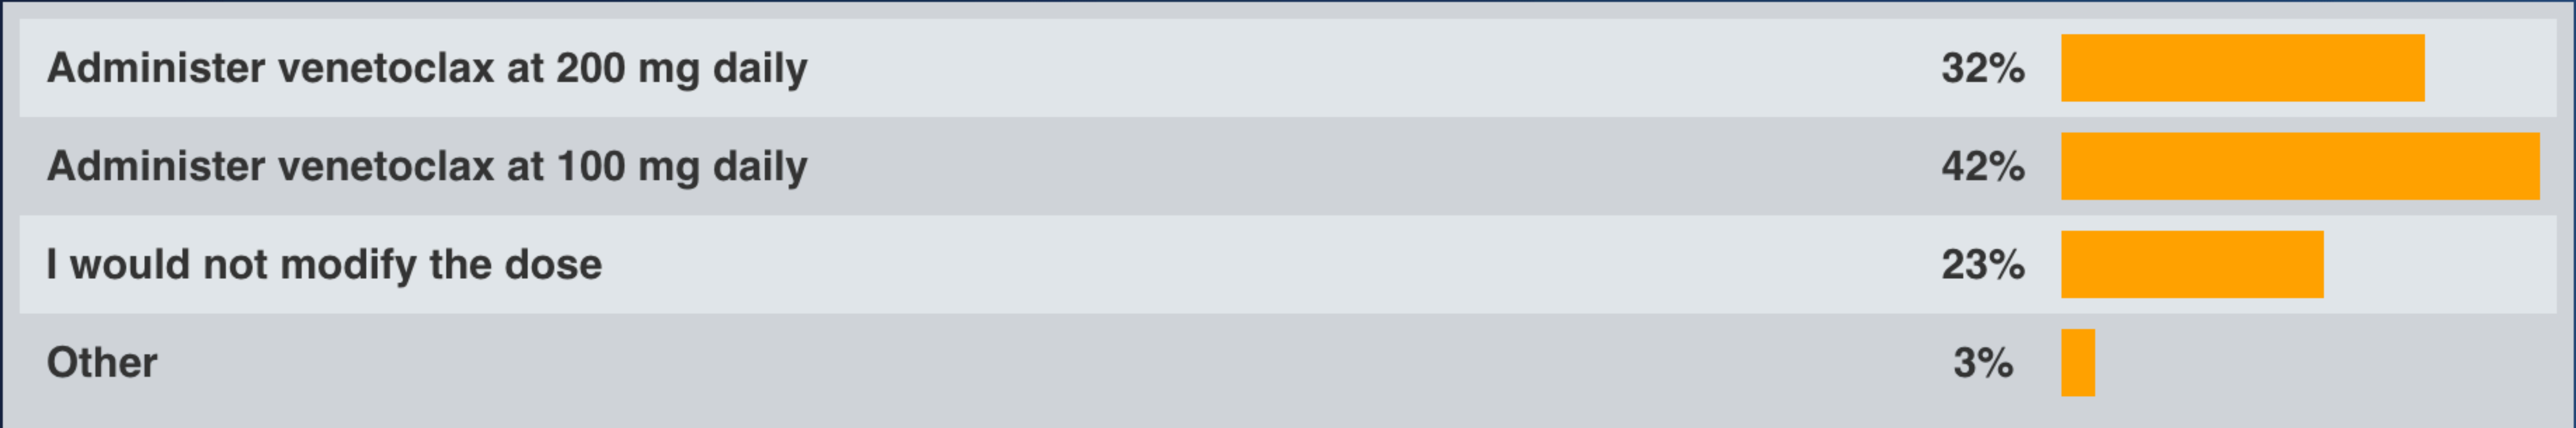 Administer venetoclax at 200 mg daily 32%
Administer venetoclax at 100 mg daily 42%
I would not modify the dose 23%
Other 3%